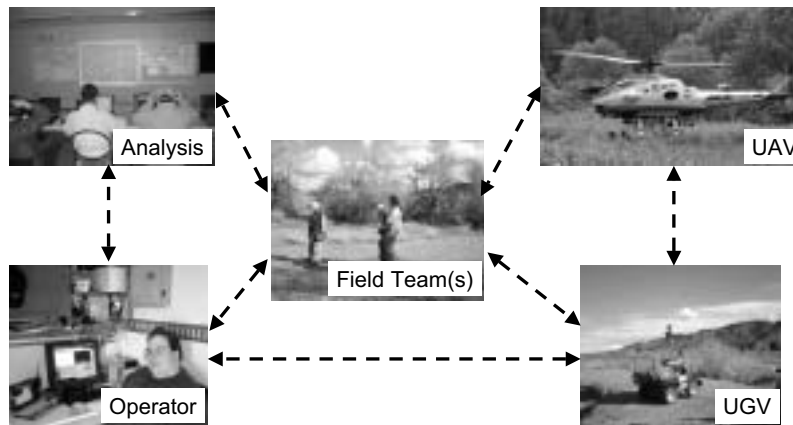 Analysis
UAV
Field Team(s)
Operator
UGV